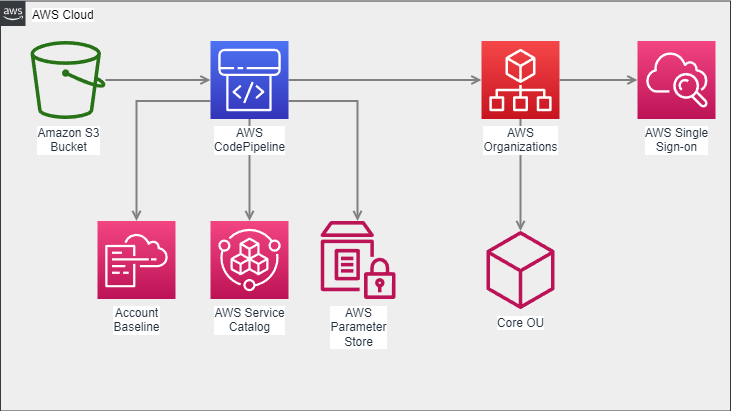 aws
AWS Cloud
Amazon S3
Bucket
AWS
CodePipeline
AWS
Organizations
AWS Single
Sign-on
Account
Baseline
AWS Service
Catalog
AWS
Parameter
Store
Core OU